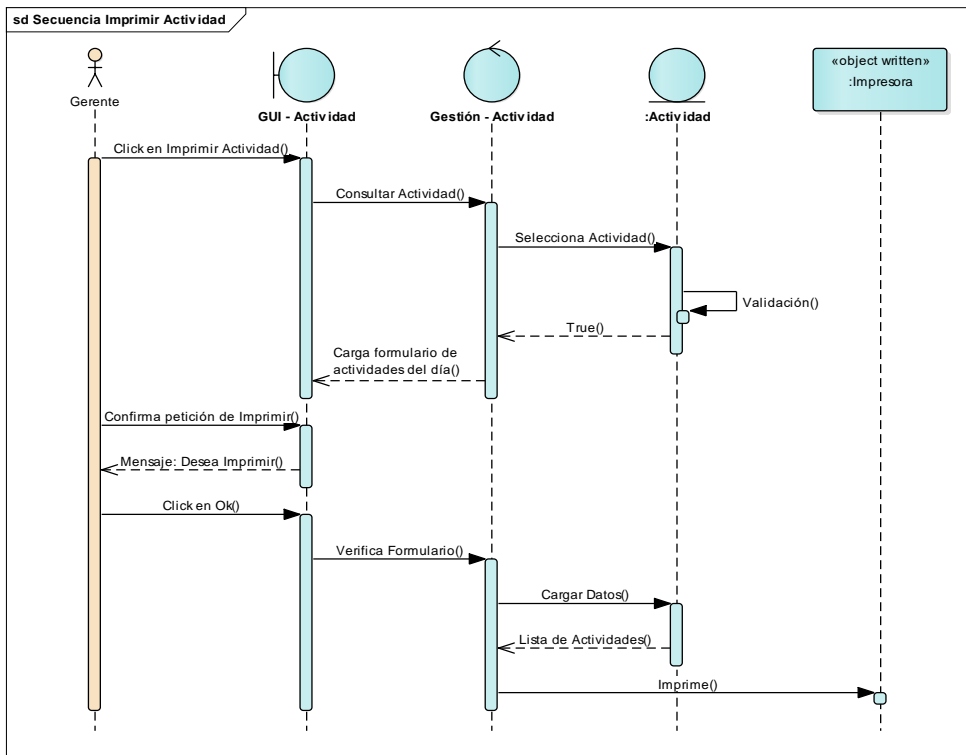 sd Secuencia Imprimir Actividad
«object written»
:Impresora
Gerente
GUI - Actividad
Gestión - Actividad
:Actividad
Click en Imprimir Actividad()
Consultar Actividad()
Selecciona Actividad()
Validación()
True()
Carga formulario de
actividades del día()
Confirma petición de Imprimir()
Mensaje: Desea Imprimir()
Click en Ok()
Verifica Formulario()
Cargar Datos()
Lista de Actividades()
Imprime()